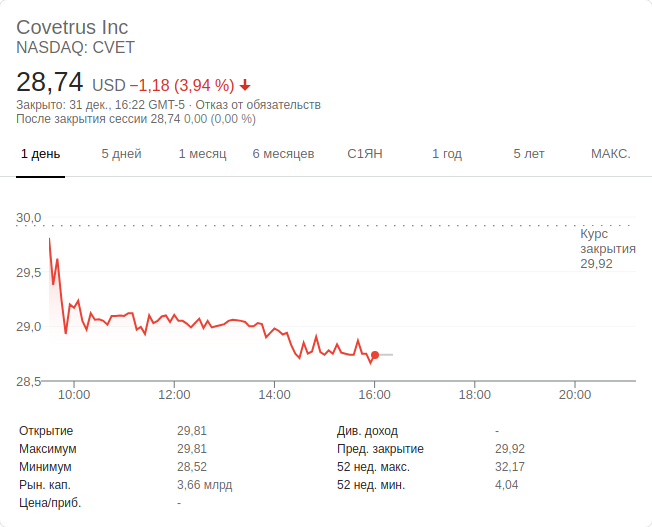 Covetrus Inc
NASDAQ: CVET
28,74 USD −1,18 (3,94 %)
Закрыто: 31 дек., 16:22 GMT-5 · Отказ от обязательств
После закрытия сессии 28,74 0,00 (0,00 %)
1 день 5 дней 1 месяц 6 месяцев С1ЯН 1 год 5 лет МАКС.
30,0
Курс
закрытия
29,92
29,5
29,0
28,5
10:00 12:00 14:00 16:00 18:00 20:00
Открытие 29,81 Див. доход -
Максимум 29,81 Пред. закрытие 29,92
Минимум 28,52 52 нед. макс. 32,17
Рын. кап. 3,66 млрд 52 нед. мин. 4,04
Цена/приб. -